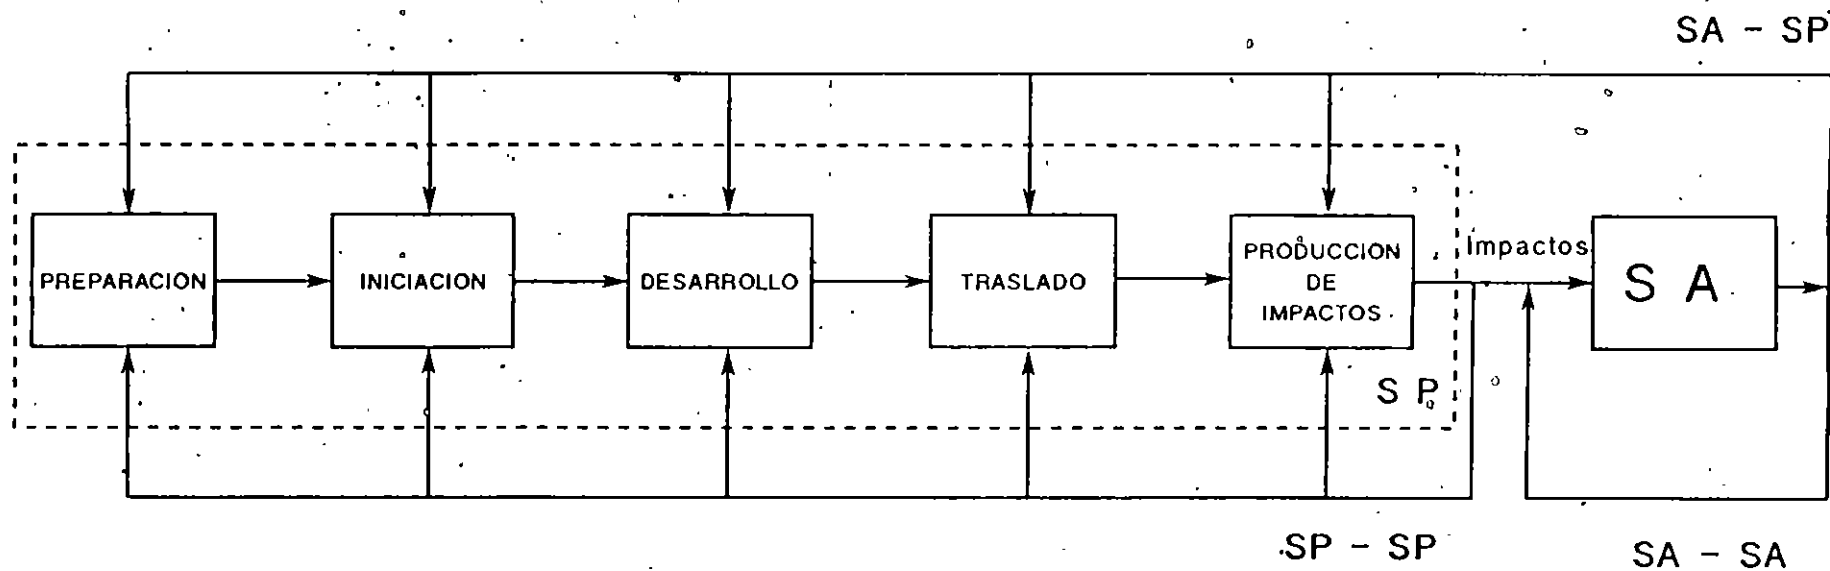 SA - SP
Impactos
PREPARACION
INICIACION
DESARROLLO
TRASLADO
PRODUCCION
DE
IMPACTOS
S A
S P
SP - SP
SA - SA